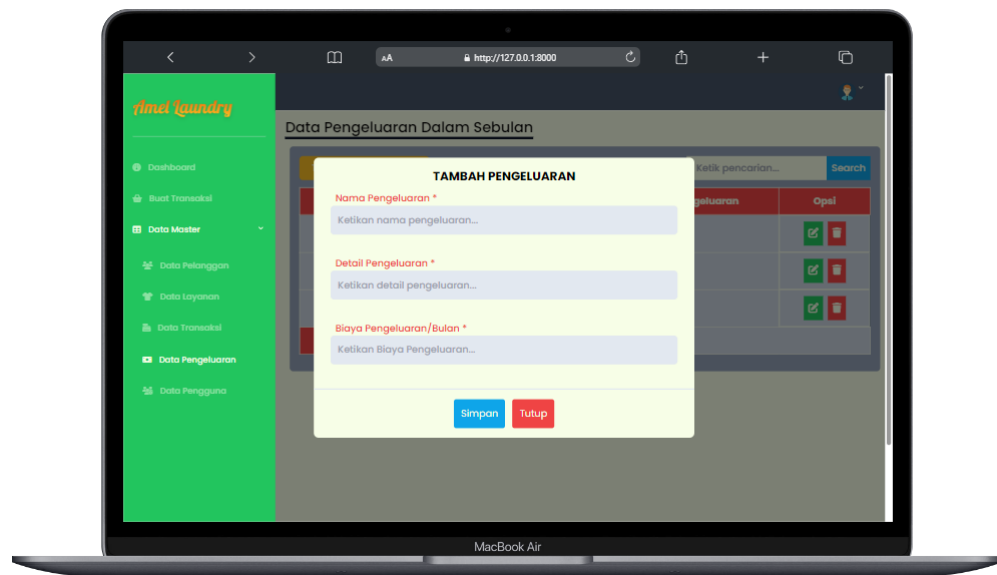 AA
http://127.0.0.1:8000
Amel Laundry
Data Pengeluaran Dalam Sebulan
Dashboard
Buat Transaksi
Data Master
Data Pelanggan
Data Layanan
Data Transaksi
Data Pengeluaran
Data Pengguna
Ketik pencarian...
Search
geluaran
Opsi
TAMBAH PENGELUARAN
Nama Pengeluaran *
Ketikan nama pengeluaran...
Detail Pengeluaran *
Ketikan detail pengeluaran...
Biaya Pengeluaran/Bulan *
Ketikan Biaya Pengeluaran...
Simpan
Tutup
MacBook Air